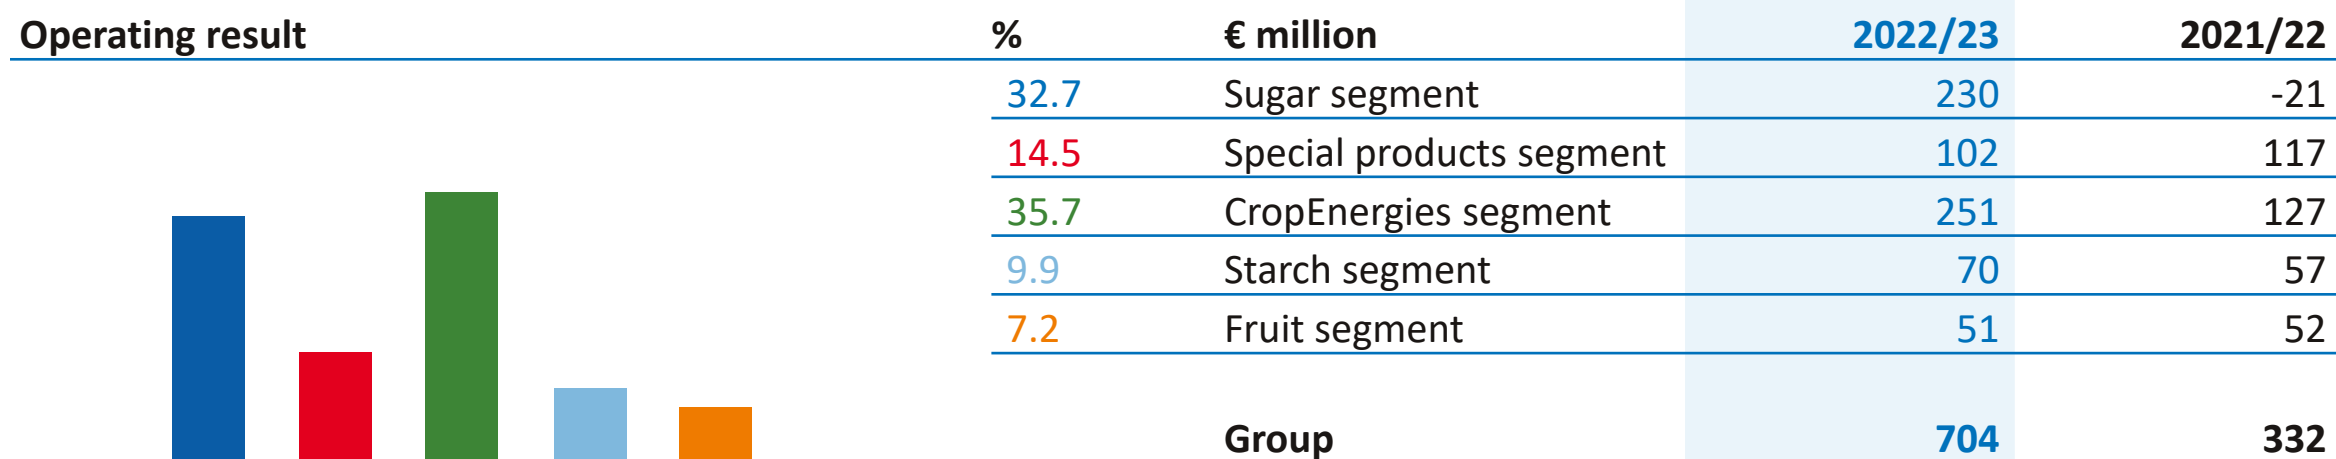 Operating result % € million 2022/23 2021/22
32.7 Sugar segment 230 -21
14.5 Special products segment 102 117
35.7 CropEnergies segment 251 127
9.9 Starch segment 70 57
7.2 Fruit segment 51 52
Group 704 332